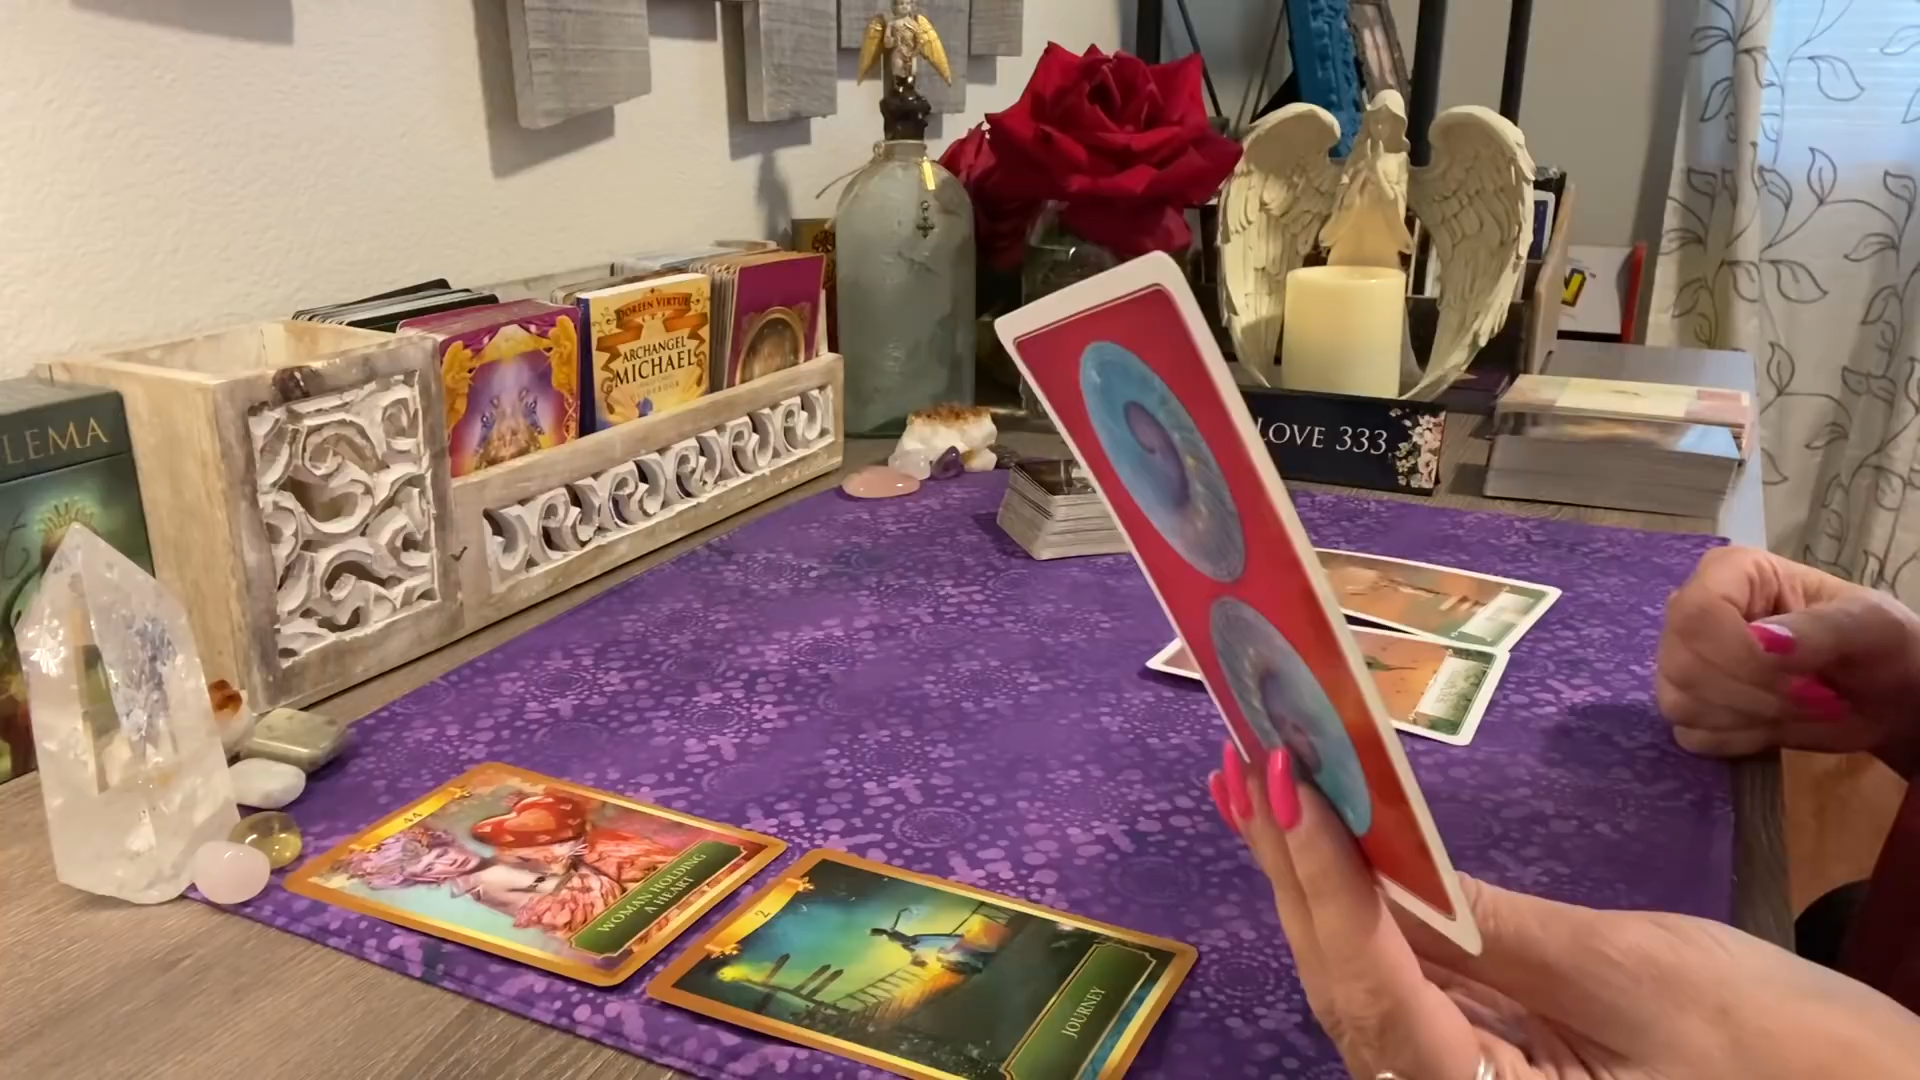 LEMA
DOREEN VIRTUE
ARCHANGEL
MICHAEL
LOVE 333
44
WOMAN HOLDING
A HEART
2
JOURNEY